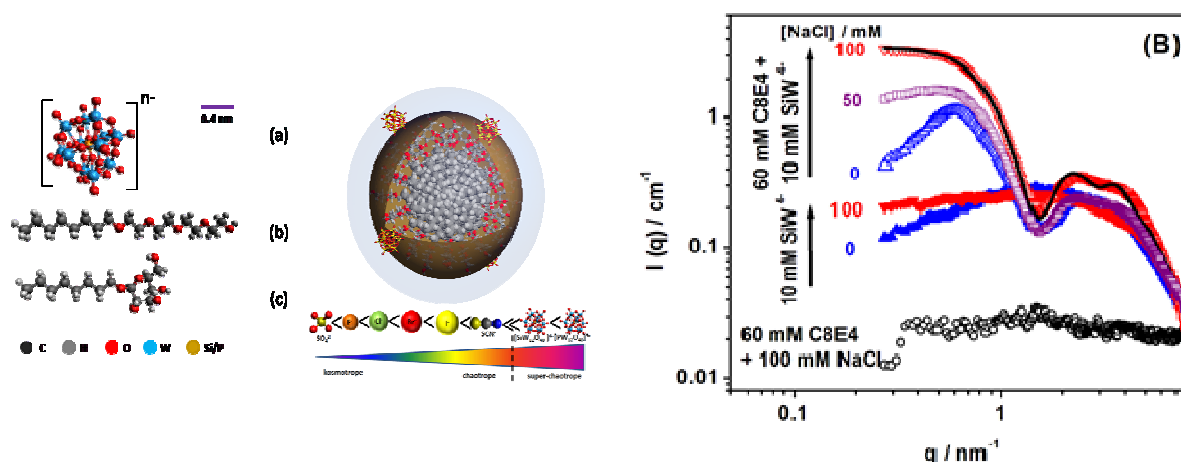 n-
0.4 nm
(a)
(b)
(c)
C H O W Si/P
< < < < < << <
SO₄²⁻ SCN⁻
kosmotrope chaotrope super-chaotrope
(B)
[NaCl] / mM
100
50
0
100
0
60 mM C8E4 +
10 mM SiW⁴⁻
10 mM SiW⁴⁻
60 mM C8E4
+ 100 mM NaCl
1
0.1
0.01
0.1 1
I (q) / cm⁻¹
q / nm⁻¹